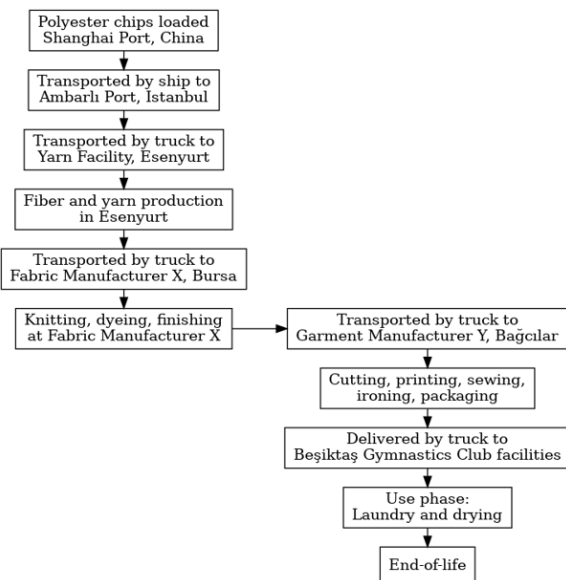 Polyester chips loaded
Shanghai Port, China
Transported by ship to
Ambarlı Port, Istanbul
Transported by truck to
Yarn Facility, Esenyurt
Fiber and yarn production
in Esenyurt
Transported by truck to
Fabric Manufacturer X, Bursa
Knitting, dyeing, finishing
at Fabric Manufacturer X
Transported by truck to
Garment Manufacturer Y, Bağcılar
Cutting, printing, sewing,
ironing, packaging
Delivered by truck to
Beşiktaş Gymnastics Club facilities
Use phase:
Laundry and drying
End-of-life